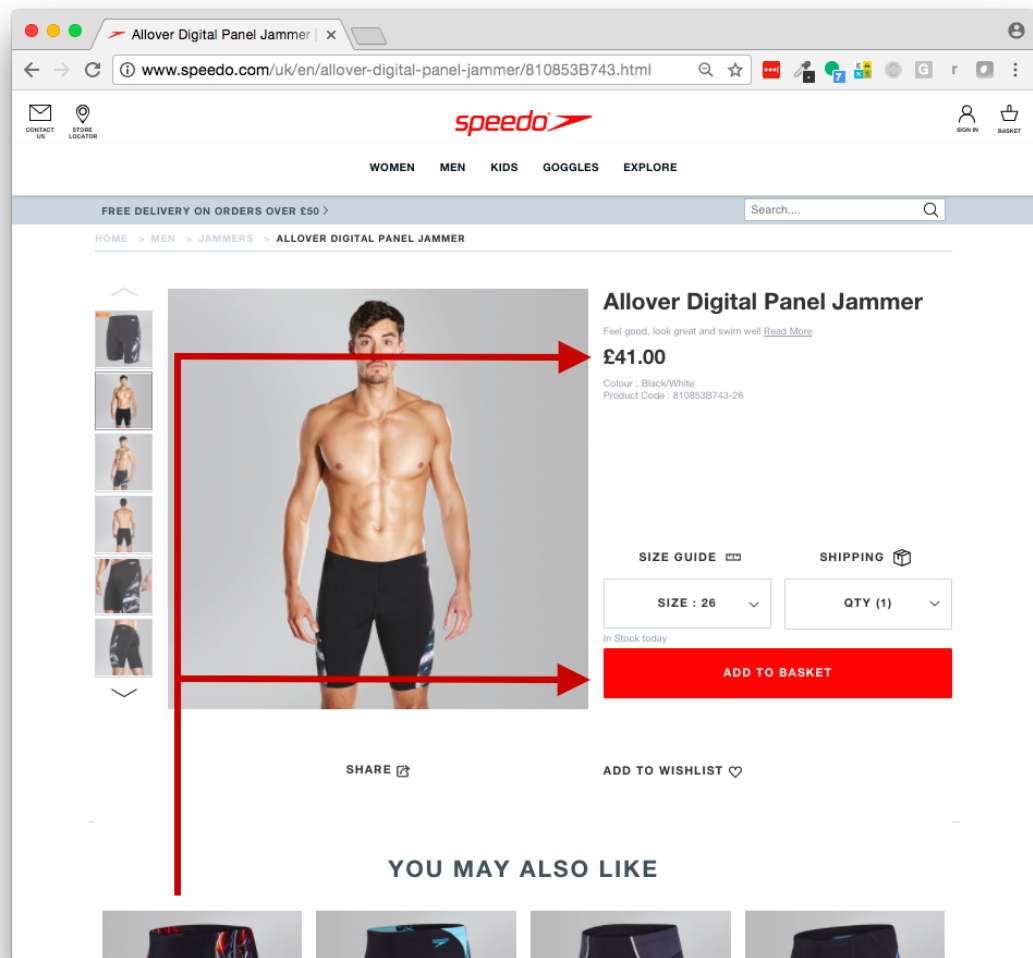 Allover Digital Panel Jammer |
www.speedo.com/uk/en/allover-digital-panel-jammer/810853B743.html
7
G
r
CONTACT US
STORE LOCATOR
speedo
SIGN IN
BASKET
WOMEN MEN KIDS GOGGLES EXPLORE
FREE DELIVERY ON ORDERS OVER £50 >
Search....
HOME > MEN > JAMMERS > ALLOVER DIGITAL PANEL JAMMER
Allover Digital Panel Jammer
Feel good, look great and swim well Read More
£41.00
Colour : Black/White
Product Code : 810853B743-26
SIZE GUIDE
SHIPPING
SIZE : 26
QTY (1)
In Stock today
ADD TO BASKET
SHARE
ADD TO WISHLIST
YOU MAY ALSO LIKE